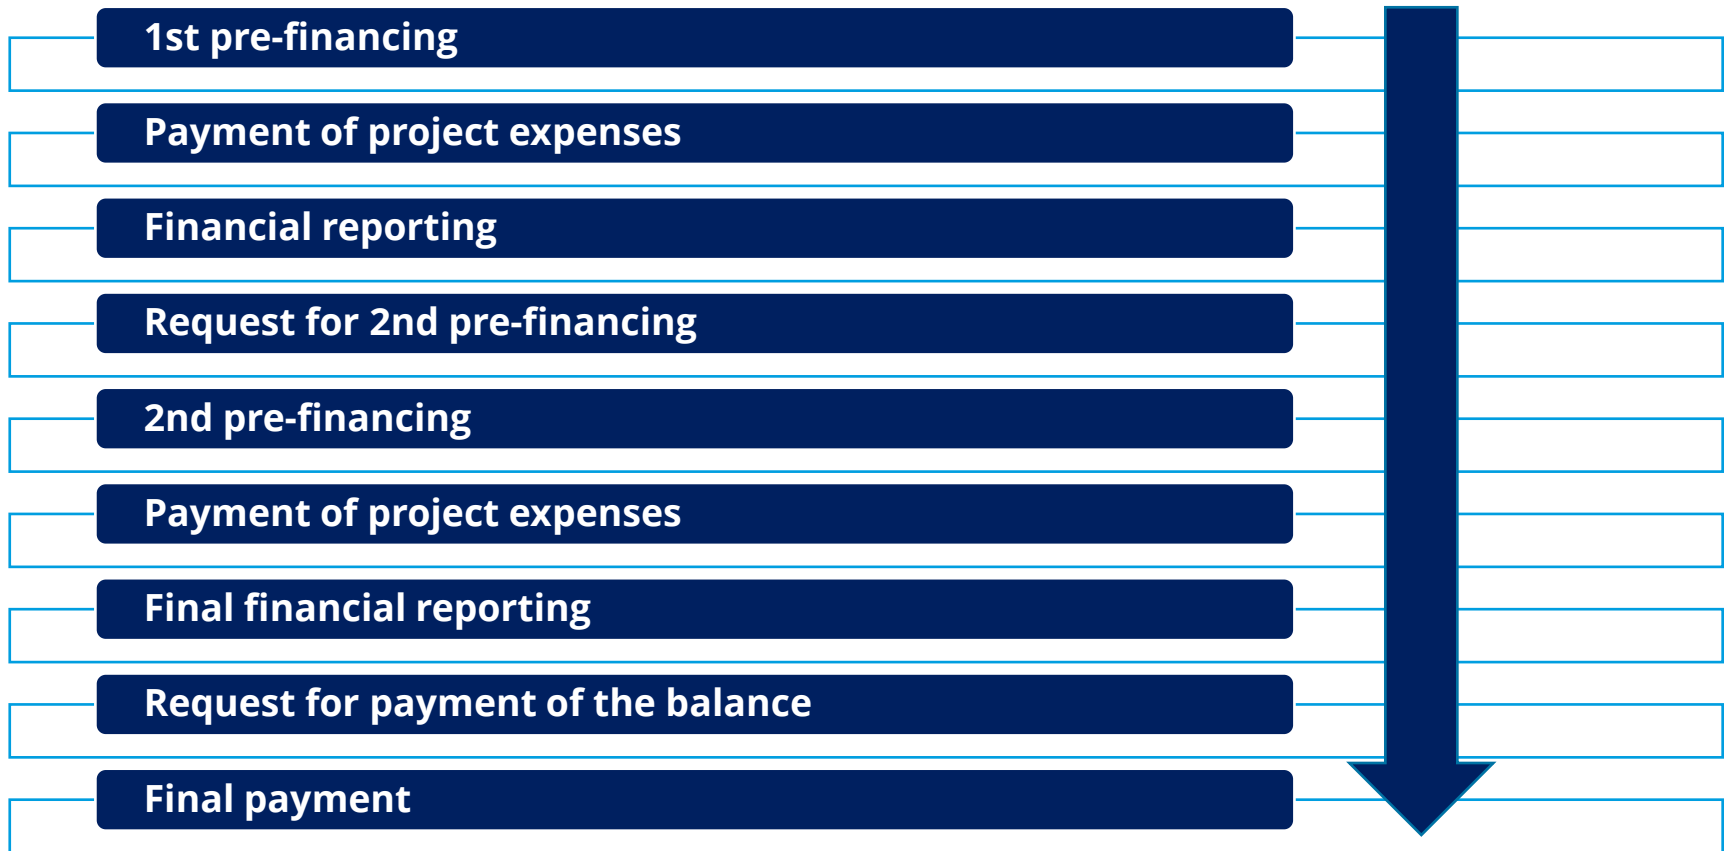 1st pre-financing
Payment of project expenses
Financial reporting
Request for 2nd pre-financing
2nd pre-financing
Payment of project expenses
Final financial reporting
Request for payment of the balance
Final payment